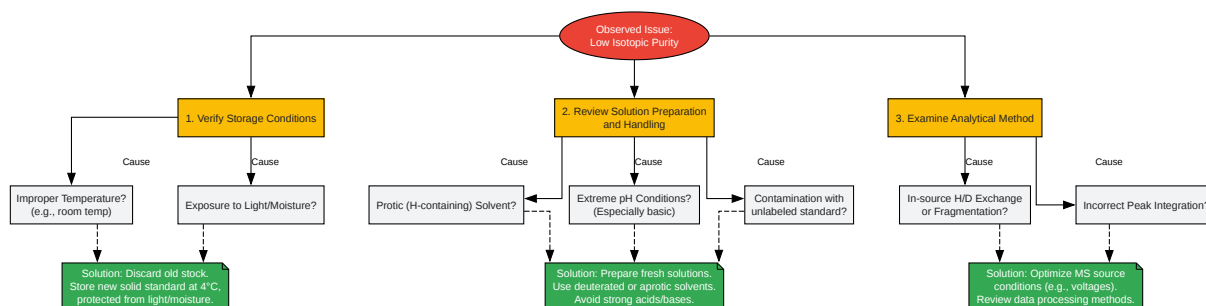 Observed Issue:
Low Isotopic Purity
1. Verify Storage Conditions
2. Review Solution Preparation
and Handling
3. Examine Analytical Method
Cause
Cause
Cause
Cause
Cause
Cause
Cause
Improper Temperature?
(e.g., room temp)
Exposure to Light/Moisture?
Protic (H-containing) Solvent?
Extreme pH Conditions?
(Especially basic)
Contamination with
unlabeled standard?
In-source H/D Exchange
or Fragmentation?
Incorrect Peak Integration?
Solution: Discard old stock.
Store new solid standard at 4°C,
protected from light/moisture.
Solution: Prepare fresh solutions.
Use deuterated or aprotic solvents.
Avoid strong acids/bases.
Solution: Optimize MS source
conditions (e.g., voltages).
Review data processing methods.